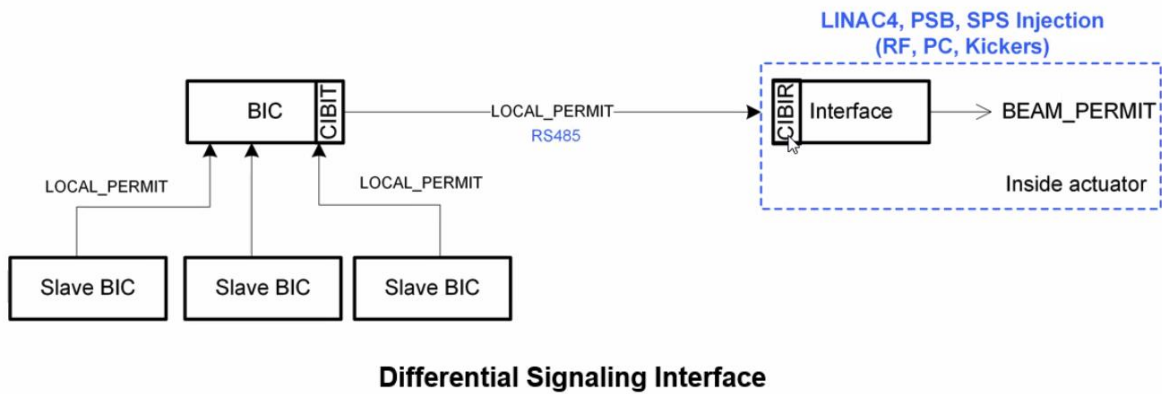 LINAC4, PSB, SPS Injection
(RF, PC, Kickers)
BIC
CIBIT
LOCAL_PERMIT
RS485
CIBIR
Interface
BEAM_PERMIT
Inside actuator
LOCAL_PERMIT
LOCAL_PERMIT
Slave BIC
Slave BIC
Slave BIC
Differential Signaling Interface